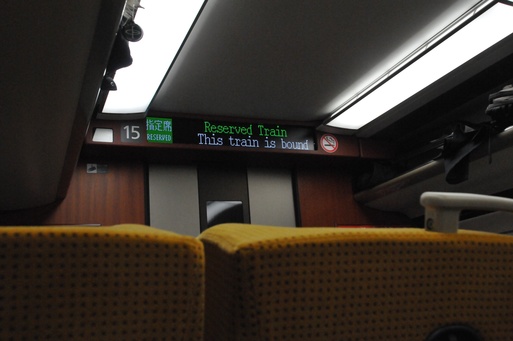 15
指定席
RESERVED
Reserved Train
This train is bound